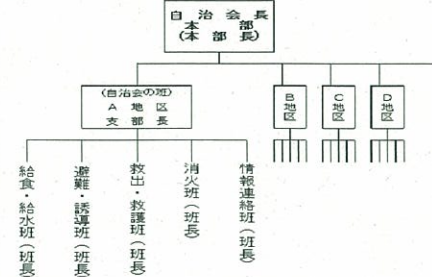 自治会長
本部
(本部長)
(自治会の班)
A地区
支部長
B地区
C地区
D地区
給食・給水班(班長)
避難・誘導班(班長)
救出・救護班(班長)
消火班(班長)
情報連絡班(班長)